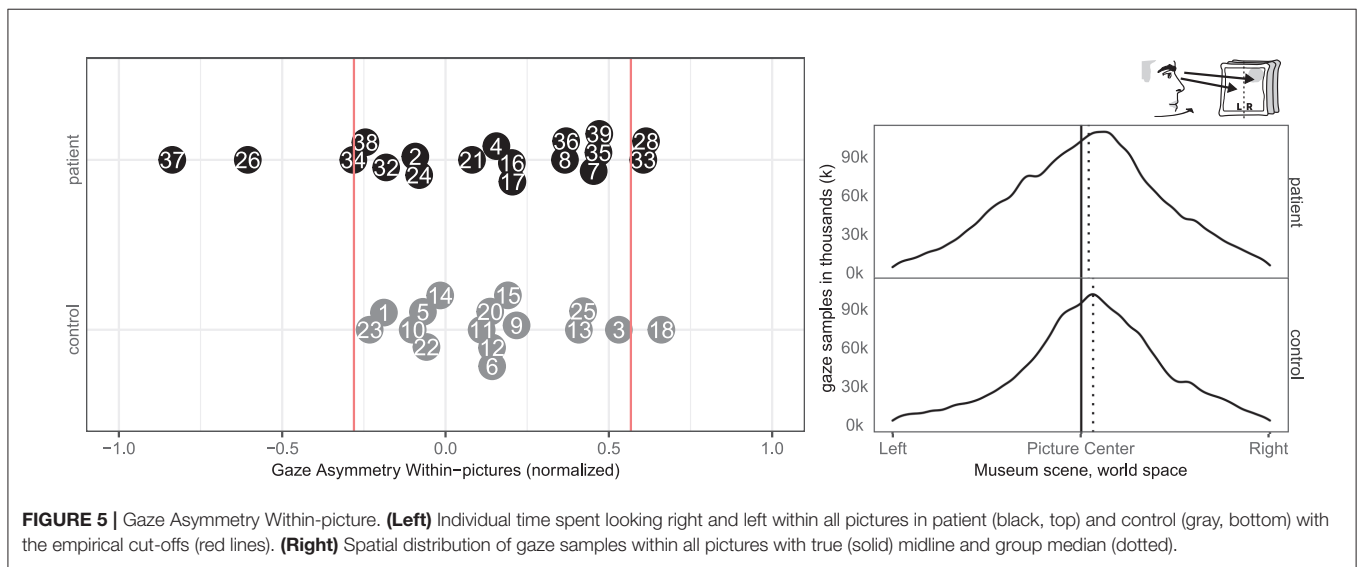 patient
37 26 38 34 32 2 24 21 4 16 17 36 8 39 35 7 28 33
control
1 23 14 5 10 22 15 20 11 9 12 6 25 13 3 18
−1.0 −0.5 0.0 0.5 1.0
Gaze Asymmetry Within−pictures (normalized)
L R
gaze samples in thousands (k)
90k
60k
30k
0k
patient
90k
60k
30k
0k
control
Left Picture Center Right
Museum scene, world space
FIGURE 5 | Gaze Asymmetry Within-picture. (Left) Individual time spent looking right and left within all pictures in patient (black, top) and control (gray, bottom) with
the empirical cut-offs (red lines). (Right) Spatial distribution of gaze samples within all pictures with true (solid) midline and group median (dotted).